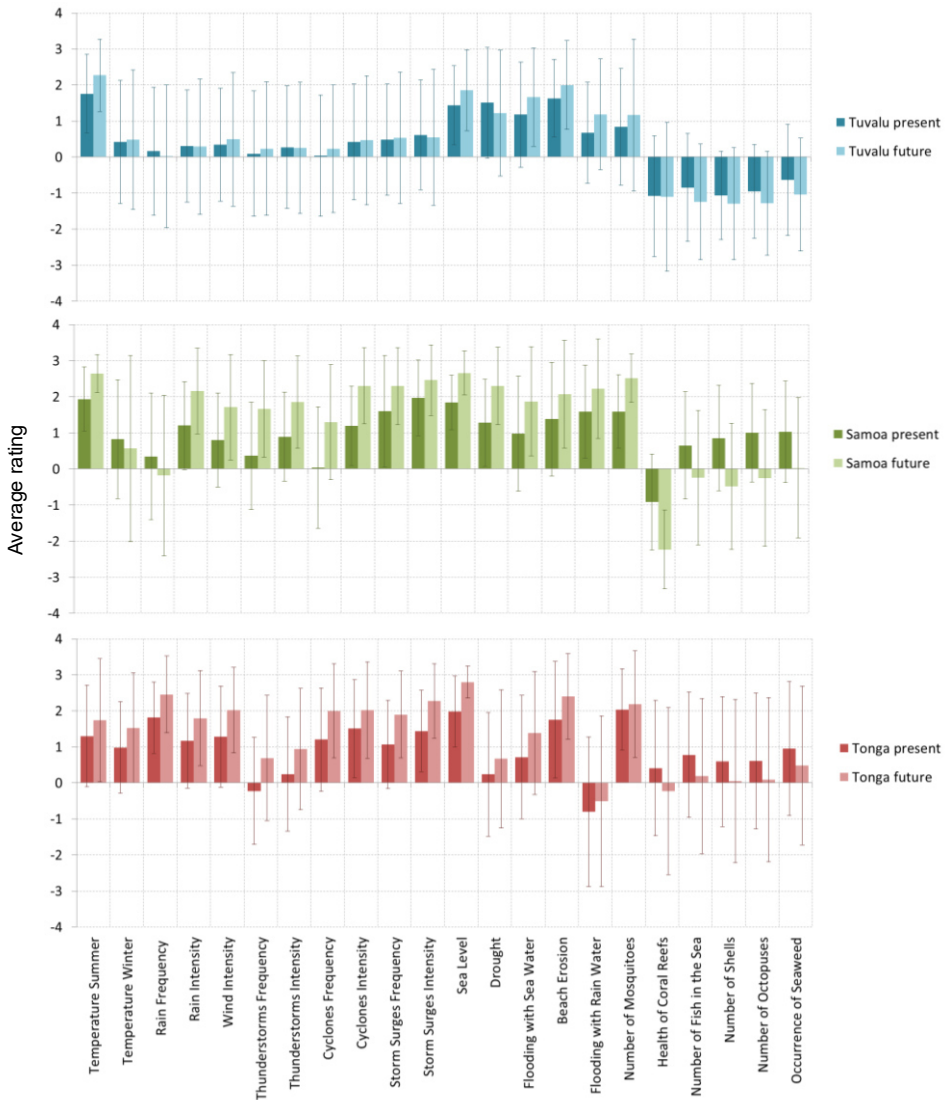 4
3
2
1
0
-1
-2
-3
-4
Tuvalu present
Tuvalu future
4
3
2
1
0
-1
-2
-3
-4
Samoa present
Samoa future
Average rating
4
3
2
1
0
-1
-2
-3
-4
Tonga present
Tonga future
Temperature Summer
Temperature Winter
Rain Frequency
Rain Intensity
Wind Intensity
Thunderstorms Frequency
Thunderstorms Intensity
Cyclones Frequency
Cyclones Intensity
Storm Surges Frequency
Storm Surges Intensity
Sea Level
Drought
Flooding with Sea Water
Beach Erosion
Flooding with Rain Water
Number of Mosquitoes
Health of Coral Reefs
Number of Fish in the Sea
Number of Shells
Number of Octopuses
Occurrence of Seaweed